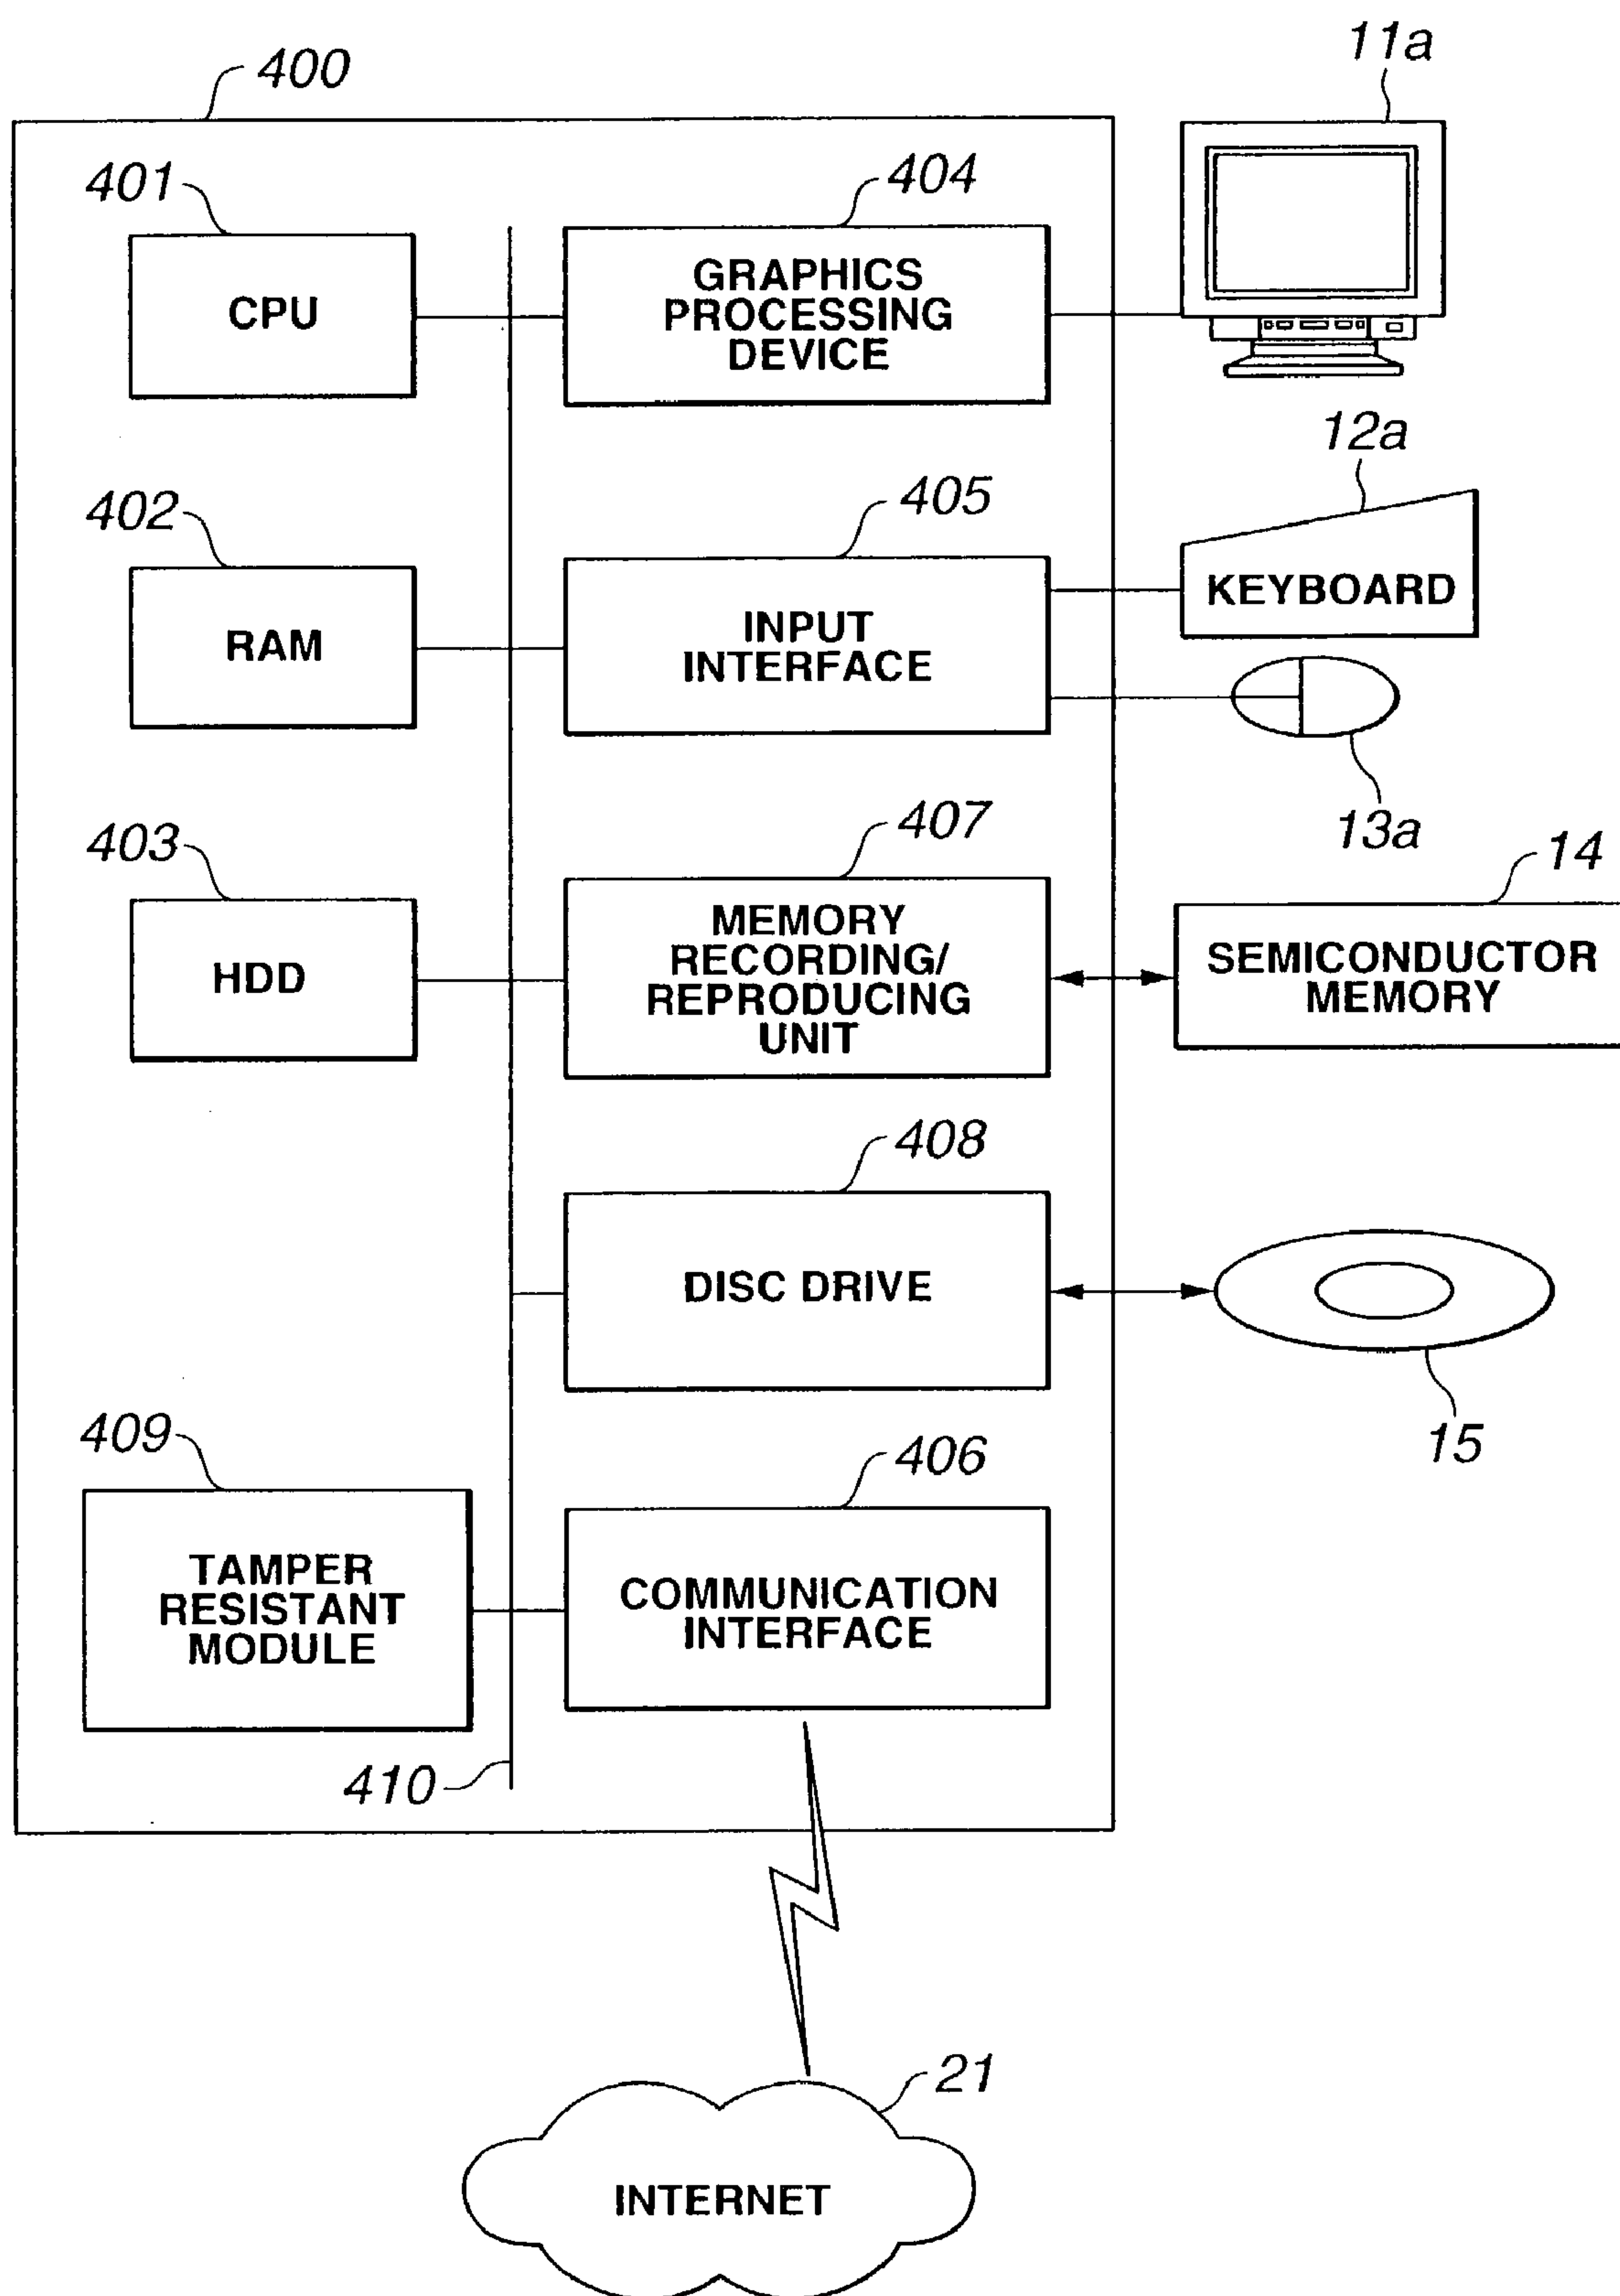 11a
400
401
404
CPU
GRAPHICS
PROCESSING
DEVICE
12a
402
405
KEYBOARD
RAM
INPUT
INTERFACE
13a
403
407
14
HDD
MEMORY
RECORDING/
REPRODUCING
UNIT
SEMICONDUCTOR
MEMORY
408
DISC DRIVE
15
409
406
TAMPER
RESISTANT
MODULE
COMMUNICATION
INTERFACE
410
21
INTERNET